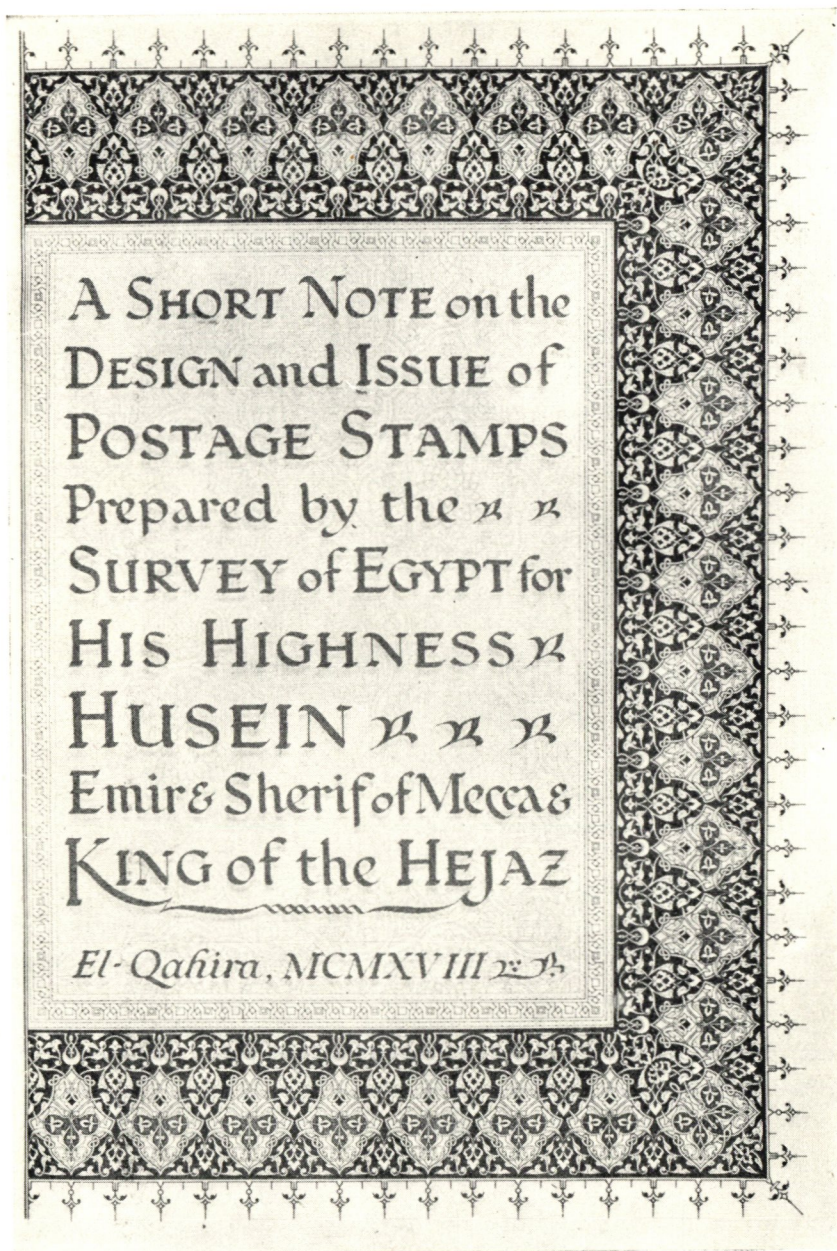 A SHORT NOTE on the
DESIGN and ISSUE of
POSTAGE STAMPS
Prepared by the
SURVEY of EGYPT for
HIS HIGHNESS
HUSEIN
Emir & Sherif of Mecca &
KING of the HEJAZ
El-Qahira, MCMXVIII